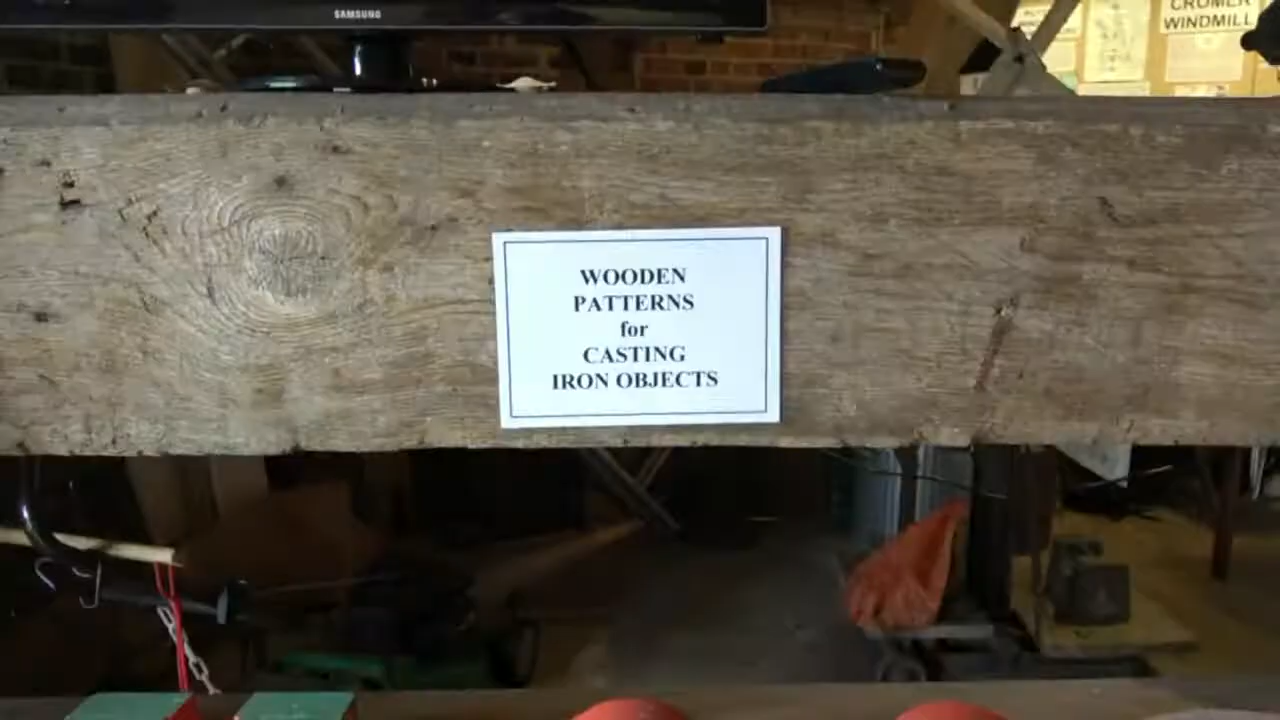 SAMSUNG
CROMER
WINDMILL
WOODEN
PATTERNS
for
CASTING
IRON OBJECTS